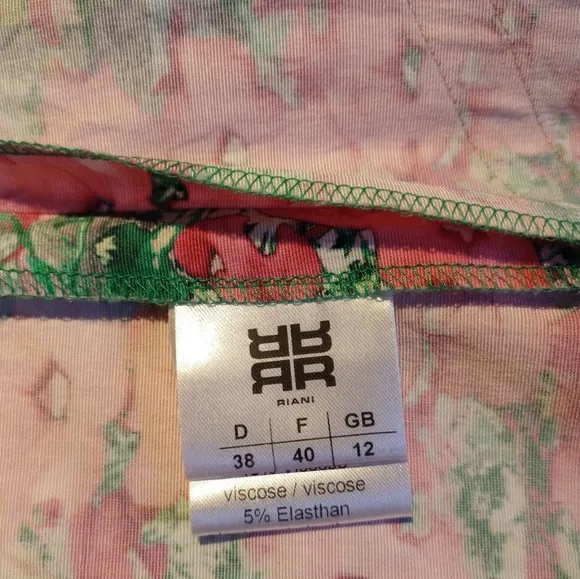 RIANI
D F GB
38 40 12
viscose / viscose
5% Elasthan